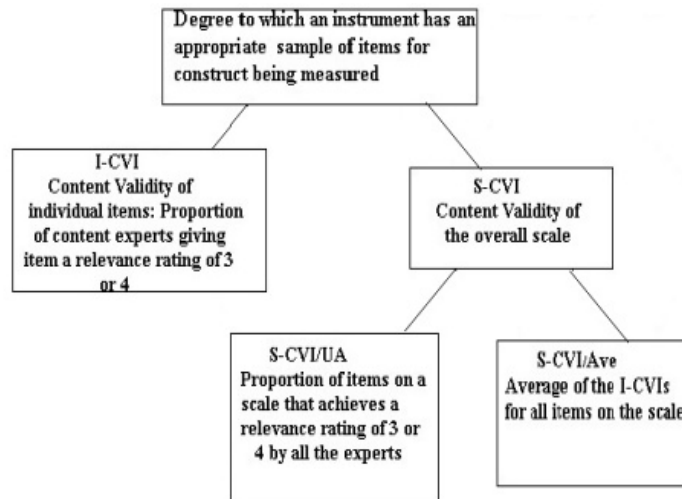 Degree to which an instrument has an
appropriate sample of items for
construct being measured
I-CVI
Content Validity of
individual items: Proportion
of content experts giving
item a relevance rating of 3
or 4
S-CVI
Content Validity of
the overall scale
S-CVI/UA
Proportion of items on a
scale that achieves a
relevance rating of 3 or
4 by all the experts
S-CVI/Ave
Average of the I-CVIs
for all items on the scale